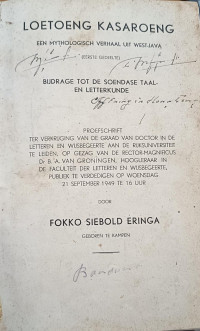 LOETOENG KASAROENG
EEN MYTHOLOGISCH VERHAAL UIT WEST-JAVA
(EERSTE GEDEELTE)
BIJDRAGE TOT DE SOENDASE TAAL-
EN LETTERKUNDE
PROEFSCHRIFT
TER VERKRIJGING VAN DE GRAAD VAN DOCTOR IN DE
LETTEREN EN WIJSBEGEERTE AAN DE RIJKSUNIVERSITEIT
TE LEIDEN, OP GEZAG VAN DE RECTOR-MAGNIFICUS
Dr B. A. VAN GRONINGEN, HOOGLERAAR IN
DE FACULTEIT DER LETTEREN EN WIJSBEGEERTE,
PUBLIEK TE VERDEDIGEN OP WOENSDAG
21 SEPTEMBER 1949 TE 16 UUR
DOOR
FOKKO SIEBOLD ERINGA
GEBOREN TE KAMPEN